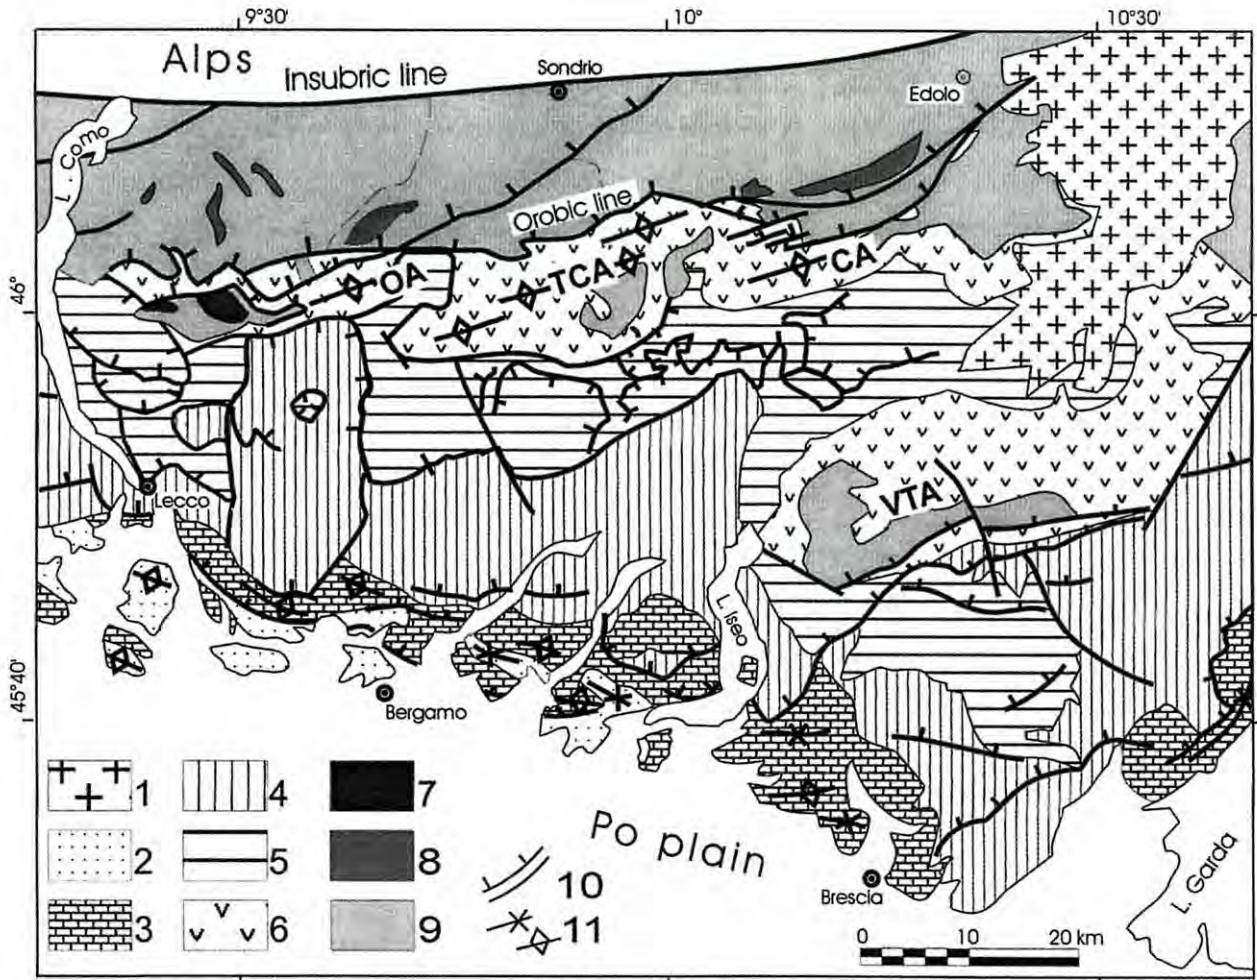 9°30
10°
10°30
Alps
Insubric line
Sondrio
Edolo
L. Como
Orobic line
46°
OA
TCA
CA
Lecco
VTA
L. Iseo
45°40
Bergamo
1
4
7
2
5
8
3
6
9
10
11
Po plain
Brescia
L. Garda
0 10 20 km